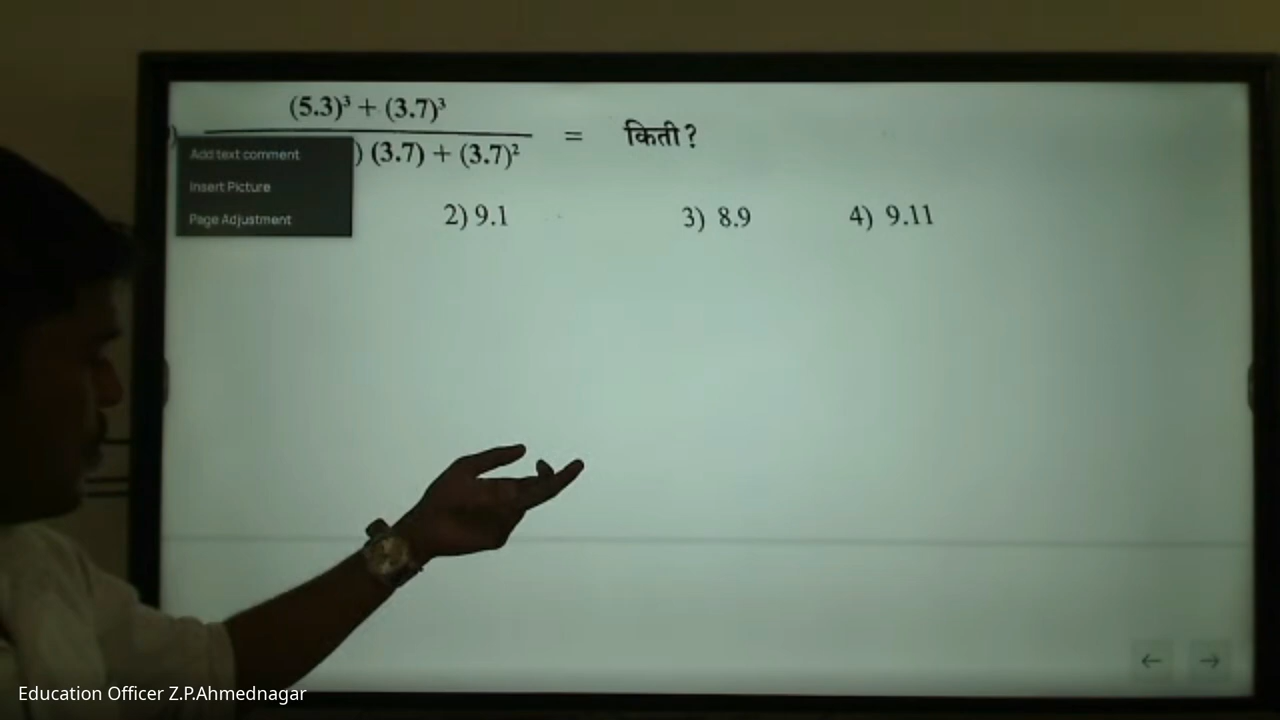 (5.3)³ + (3.7)³
) (3.7) + (3.7)² = किती ?
Add text comment
Insert Picture
Page Adjustment
2) 9.1 3) 8.9 4) 9.11
Education Officer Z.P.Ahmednagar